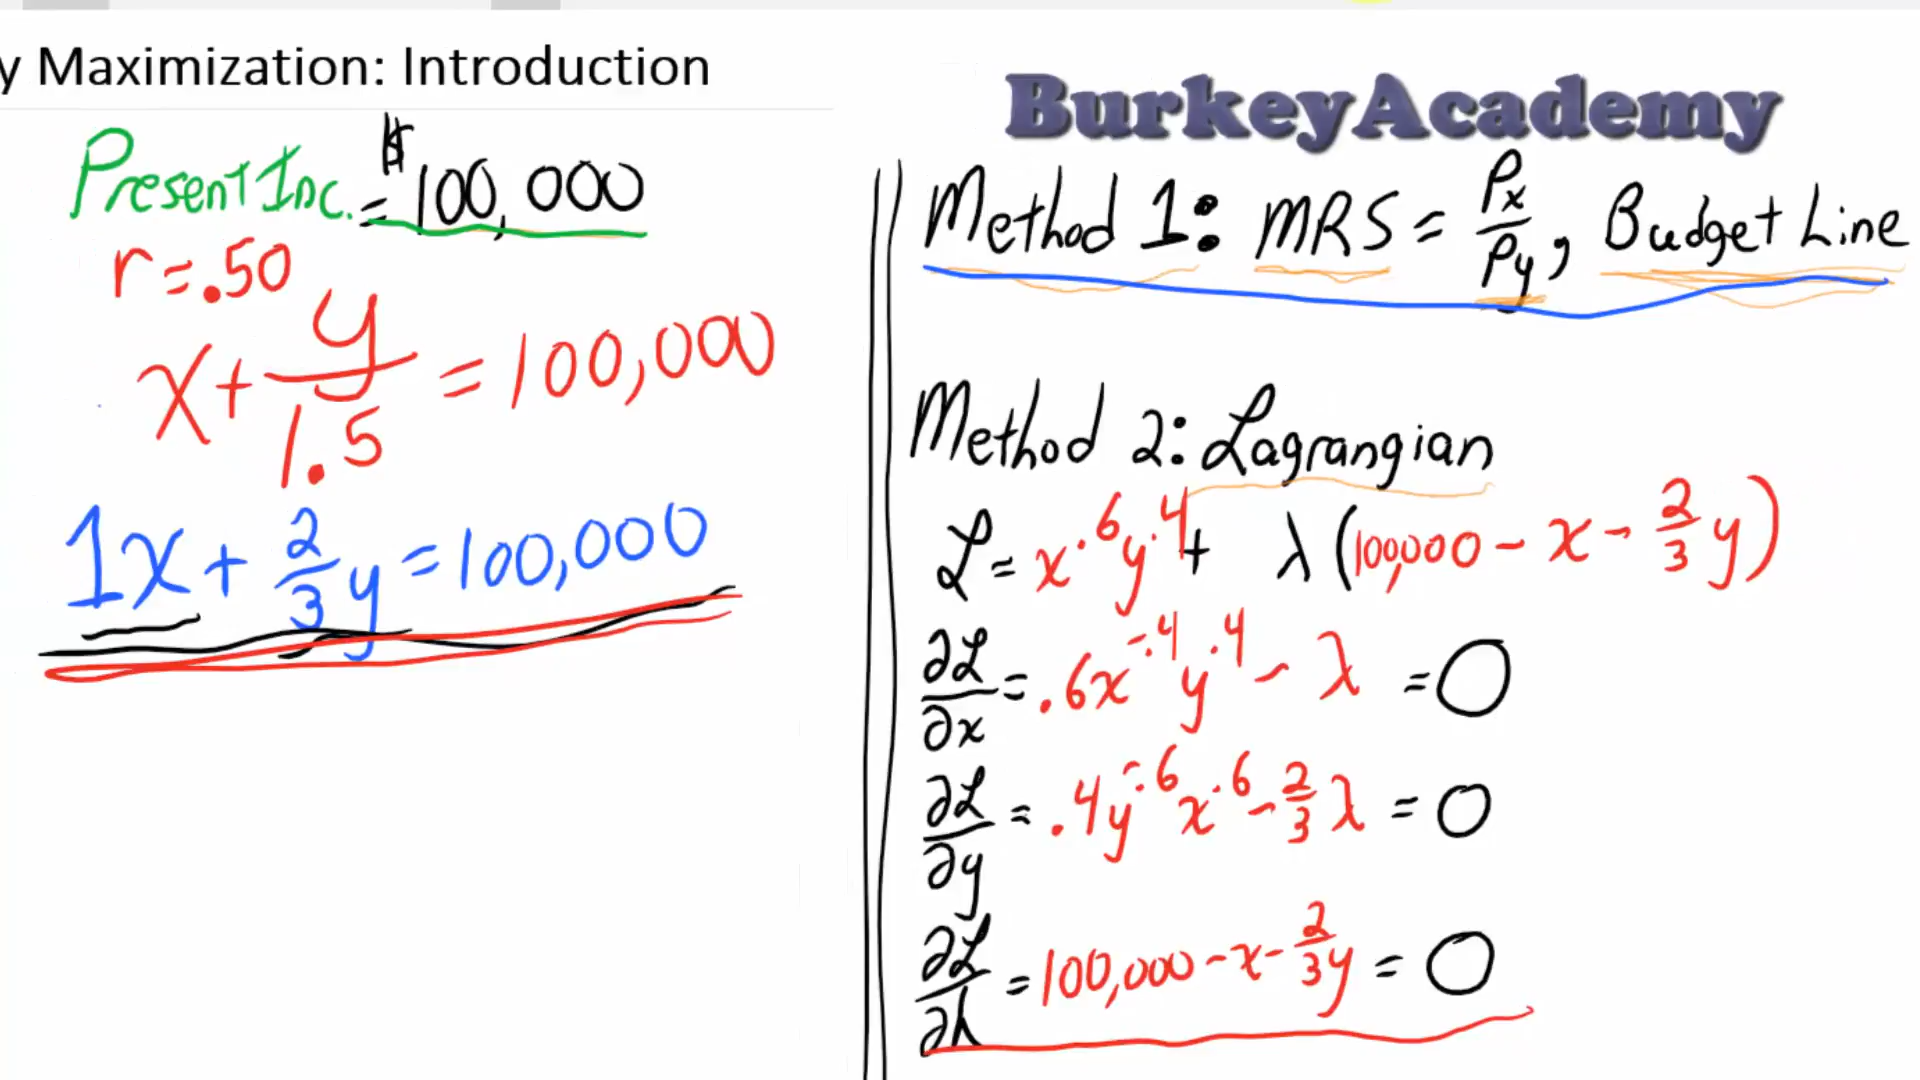 y Maximization: Introduction
Present Inc. = $100,000
r = .50
x + y/1.5 = 100,000
1x + 2/3 y = 100,000
BurkeyAcademy
Method 1: MRS = Px/Py, Budget Line
Method 2: Lagrangian
ℒ = x^.6 y^.4 + λ(100,000 - x - 2/3 y)
∂ℒ/∂x = .6x^-.4 y^.4 - λ = 0
∂ℒ/∂y = .4y^-.6 x^.6 - 2/3 λ = 0
∂ℒ/∂λ = 100,000 - x - 2/3 y = 0